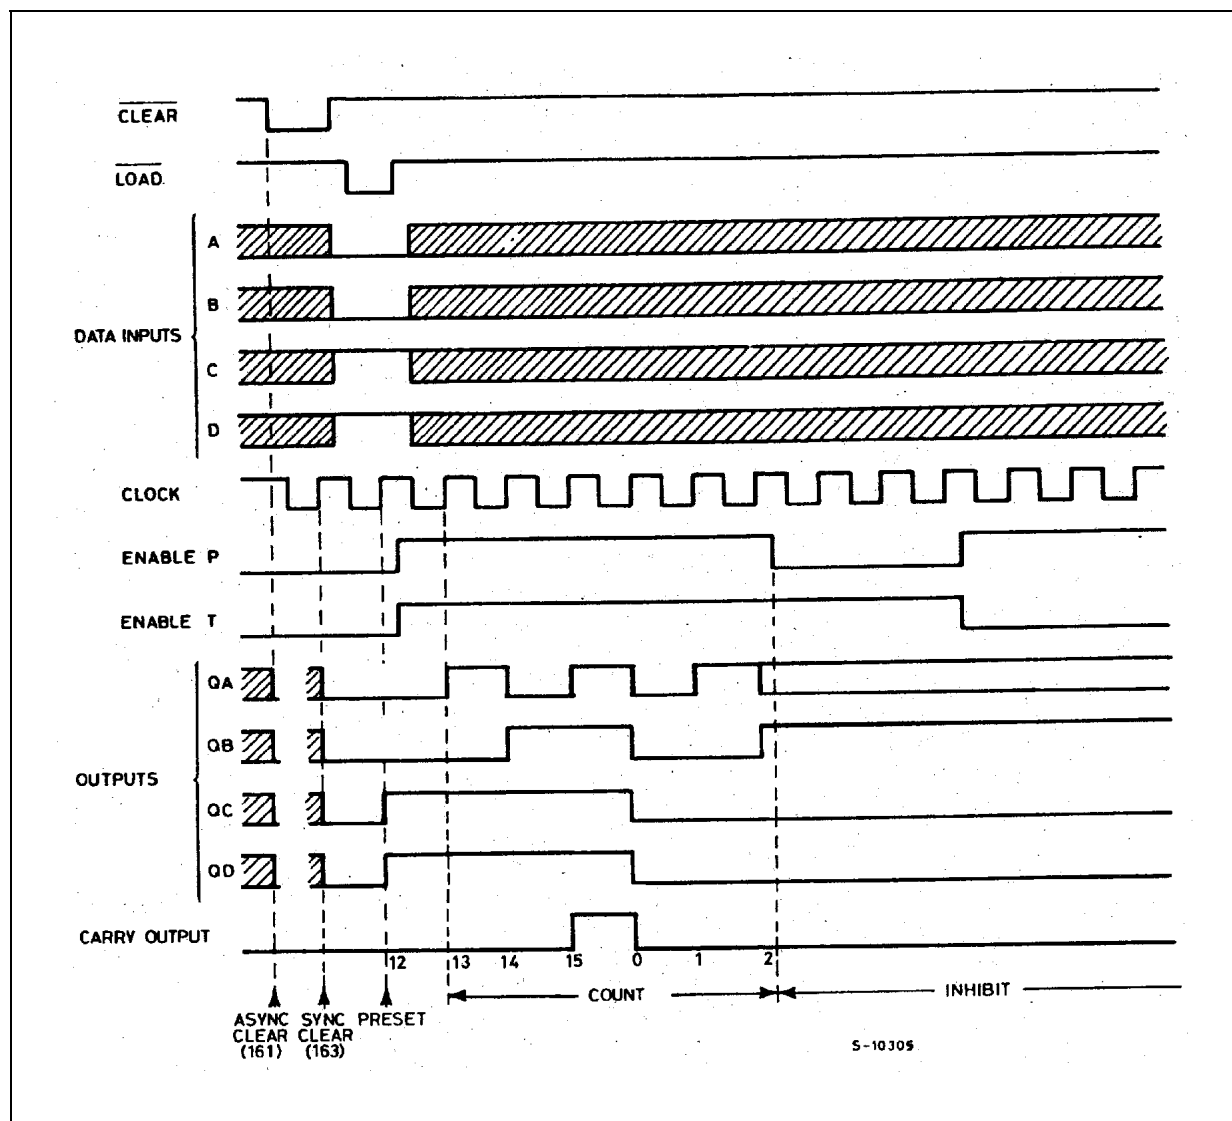 CLEAR
LOAD
A
B
DATA INPUTS
C
D
CLOCK
ENABLE P
ENABLE T
QA
QB
OUTPUTS
QC
QD
CARRY OUTPUT
12 13 14 15 0 1 2
COUNT INHIBIT
ASYNC CLEAR (161)
SYNC CLEAR (163)
PRESET
S-10305